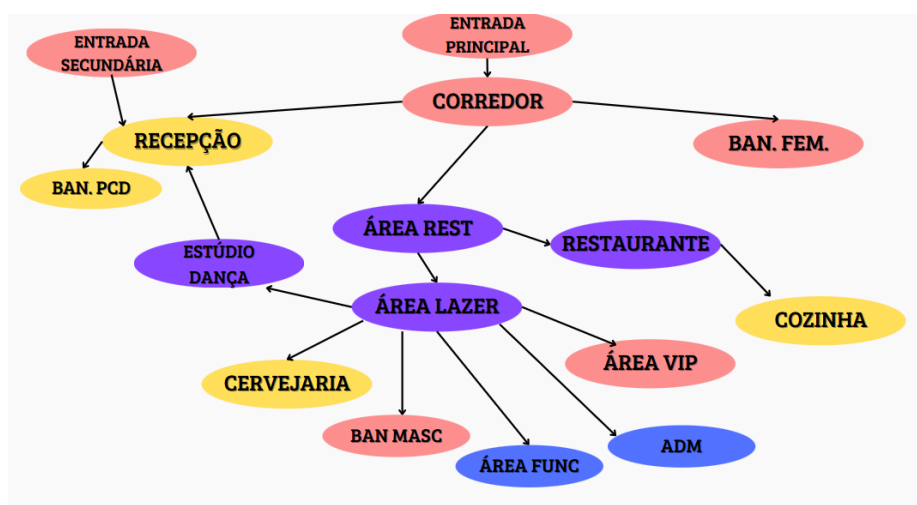 ENTRADA
PRINCIPAL
ENTRADA
SECUNDÁRIA
CORREDOR
RECEPÇÃO
BAN. FEM.
BAN. PCD
ÁREA REST
RESTAURANTE
ESTÚDIO
DANÇA
ÁREA LAZER
COZINHA
ÁREA VIP
CERVEJARIA
BAN MASC
ADM
ÁREA FUNC